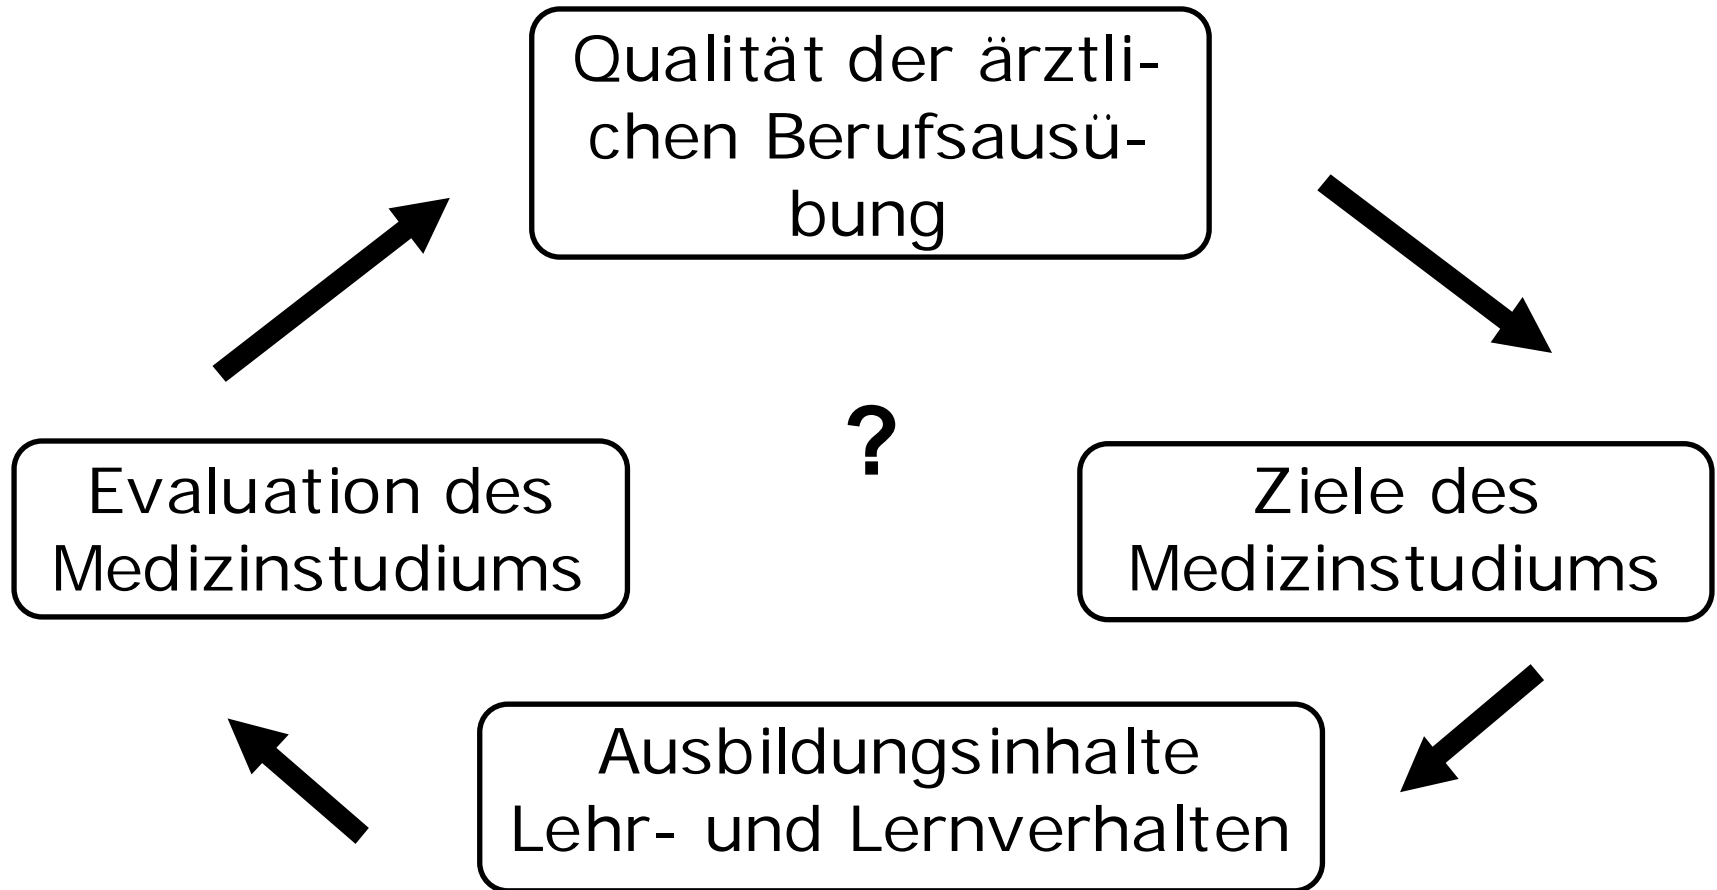 Qualität der ärztli-
chen Berufsausü-
bung
?
Evaluation des
Medizinstudiums
Ziele des
Medizinstudiums
Ausbildungsinhalte
Lehr- und Lernverhalten